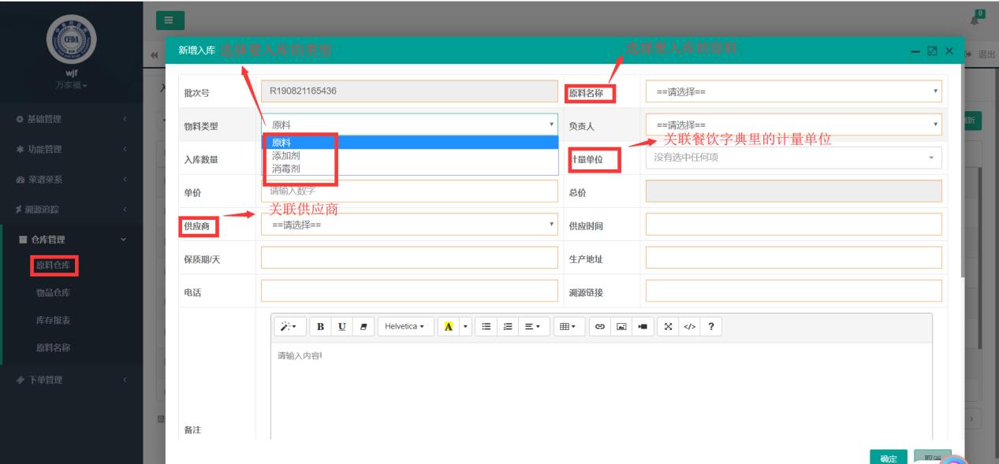 CFDA
wjf
万家福
基础管理
功能管理
菜谱菜系
溯源追踪
仓库管理
原料仓库
物品仓库
库存报表
原料名称
下单管理
0
退出
新增入库 选择要入库的类型
选择要入库的原料
批次号 R190821165436 原料名称 ==请选择==
物料类型 原料 负责人 ==请选择==
原料
添加剂
消毒剂
关联餐饮字典里的计量单位
入库数量 计量单位 没有选中任何项
单价 请输入数字 总价
关联供应商
供应商 ==请选择== 供应时间
保质期/天 生产地址
电话 溯源链接
B U Helvetica A </> ?
请输入内容!
备注
确定 取消